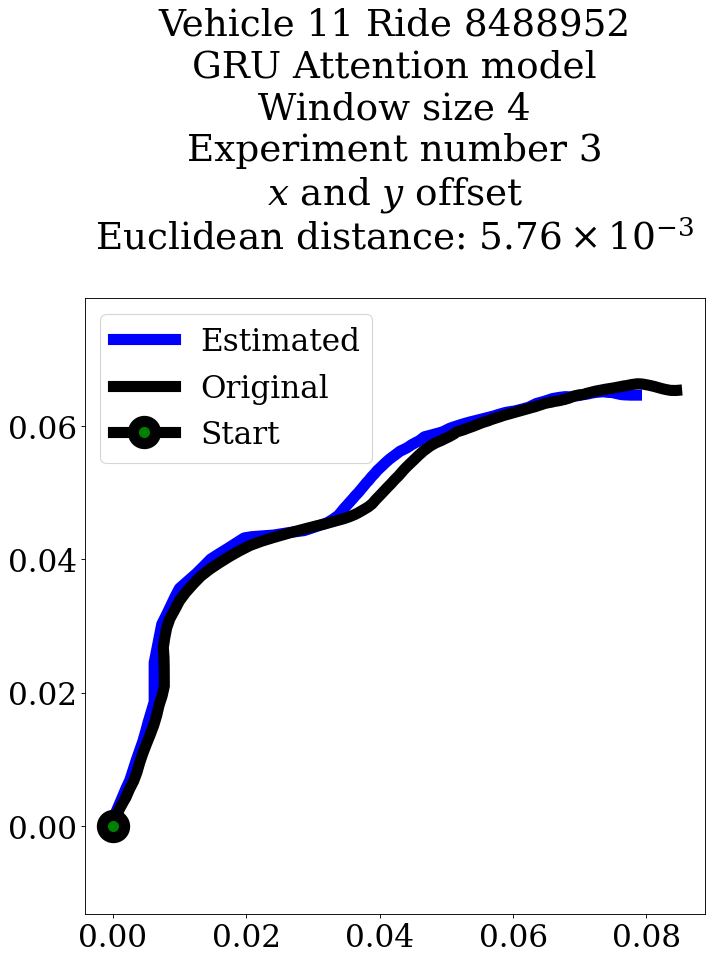 Vehicle 11 Ride 8488952
GRU Attention model
Window size 4
Experiment number 3
x and y offset
Euclidean distance: 5.76 × 10⁻³
Estimated
Original
Start
0.06
0.04
0.02
0.00
0.00 0.02 0.04 0.06 0.08